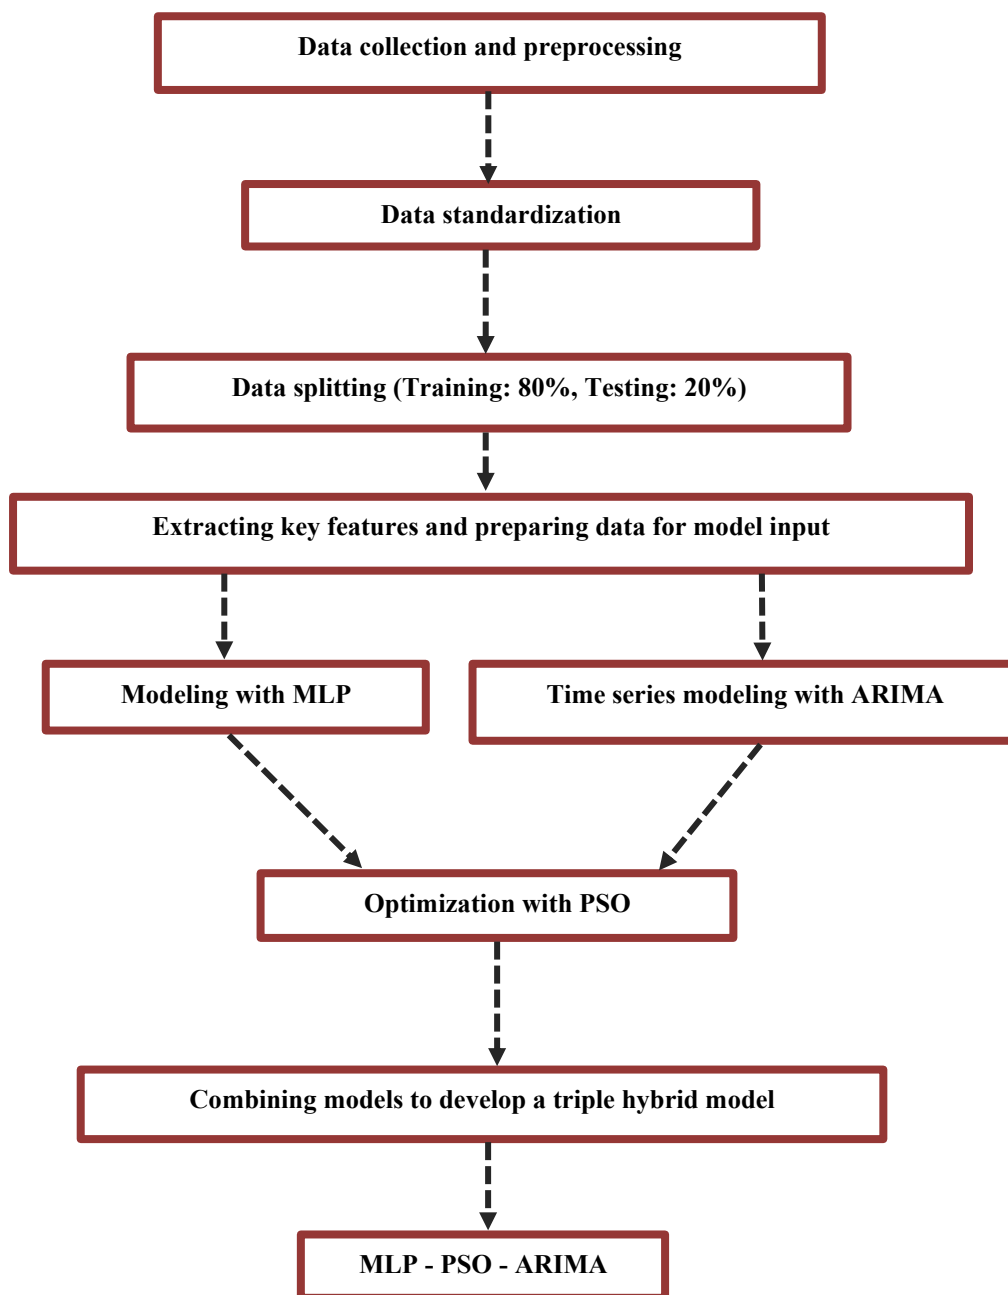 Data collection and preprocessing
Data standardization
Data splitting (Training: 80%, Testing: 20%)
Extracting key features and preparing data for model input
Modeling with MLP
Time series modeling with ARIMA
Optimization with PSO
Combining models to develop a triple hybrid model
MLP - PSO - ARIMA